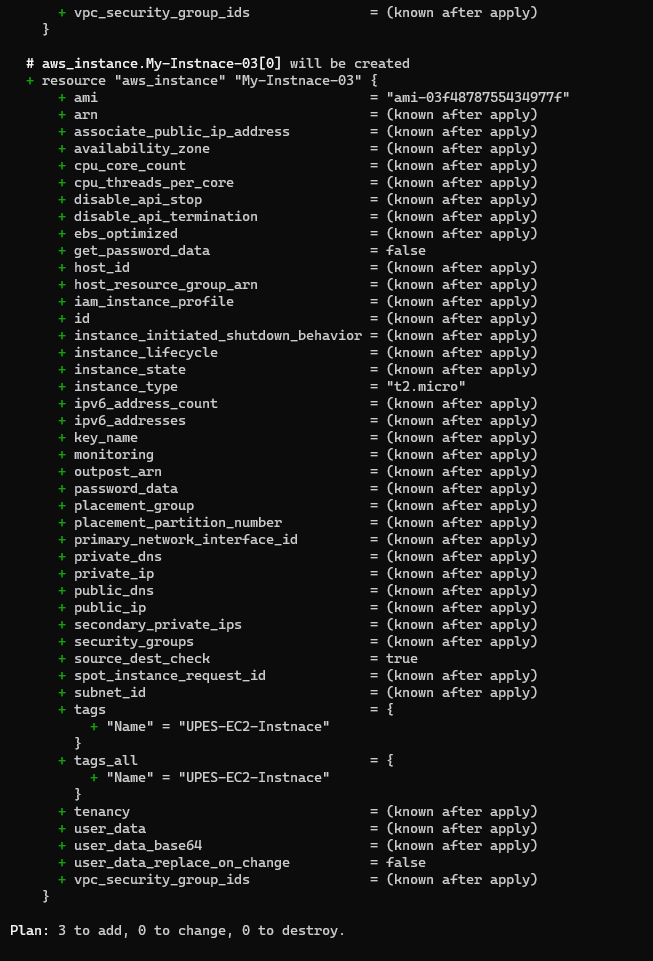 + vpc_security_group_ids = (known after apply)
}
# aws_instance.My-Instnace-03[0] will be created
+ resource "aws_instance" "My-Instnace-03" {
+ ami = "ami-03f4878755434977f"
+ arn = (known after apply)
+ associate_public_ip_address = (known after apply)
+ availability_zone = (known after apply)
+ cpu_core_count = (known after apply)
+ cpu_threads_per_core = (known after apply)
+ disable_api_stop = (known after apply)
+ disable_api_termination = (known after apply)
+ ebs_optimized = (known after apply)
+ get_password_data = false
+ host_id = (known after apply)
+ host_resource_group_arn = (known after apply)
+ iam_instance_profile = (known after apply)
+ id = (known after apply)
+ instance_initiated_shutdown_behavior = (known after apply)
+ instance_lifecycle = (known after apply)
+ instance_state = (known after apply)
+ instance_type = "t2.micro"
+ ipv6_address_count = (known after apply)
+ ipv6_addresses = (known after apply)
+ key_name = (known after apply)
+ monitoring = (known after apply)
+ outpost_arn = (known after apply)
+ password_data = (known after apply)
+ placement_group = (known after apply)
+ placement_partition_number = (known after apply)
+ primary_network_interface_id = (known after apply)
+ private_dns = (known after apply)
+ private_ip = (known after apply)
+ public_dns = (known after apply)
+ public_ip = (known after apply)
+ secondary_private_ips = (known after apply)
+ security_groups = (known after apply)
+ source_dest_check = true
+ spot_instance_request_id = (known after apply)
+ subnet_id = (known after apply)
+ tags = {
+ "Name" = "UPES-EC2-Instnace"
}
+ tags_all = {
+ "Name" = "UPES-EC2-Instnace"
}
+ tenancy = (known after apply)
+ user_data = (known after apply)
+ user_data_base64 = (known after apply)
+ user_data_replace_on_change = false
+ vpc_security_group_ids = (known after apply)
}
Plan: 3 to add, 0 to change, 0 to destroy.